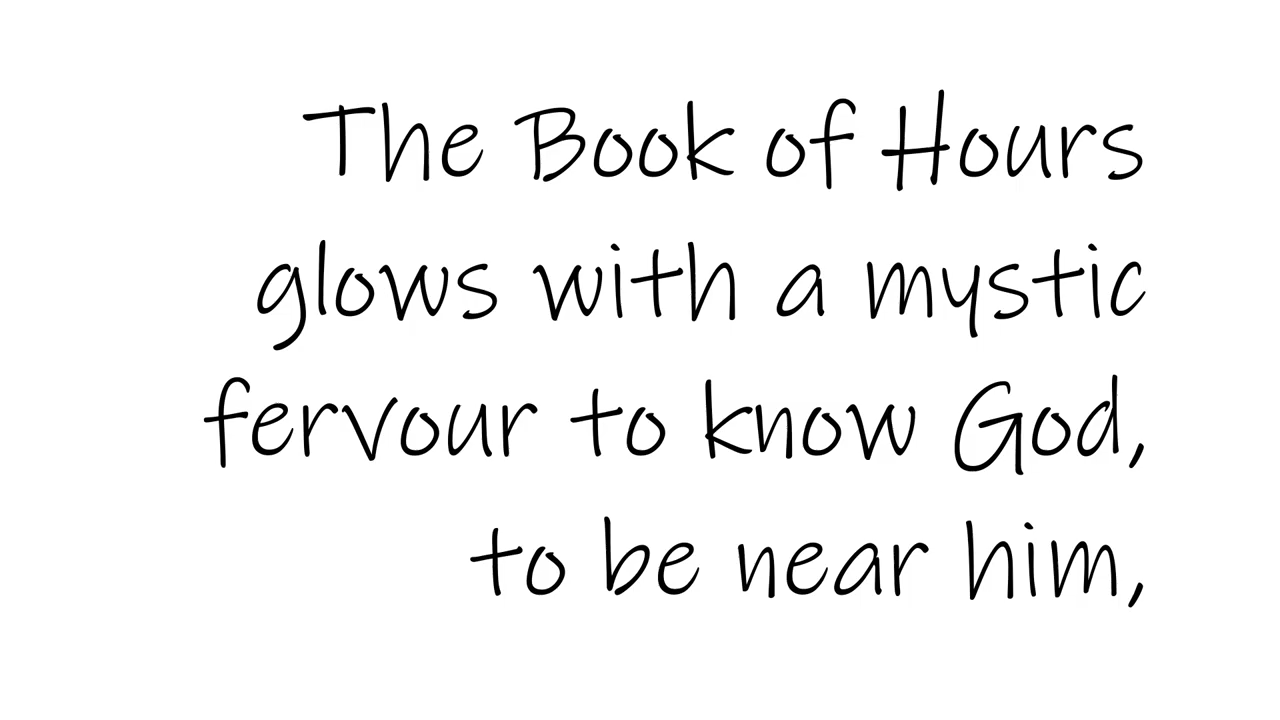 The Book of Hours
glows with a mystic
fervour to know God,
to be near him,